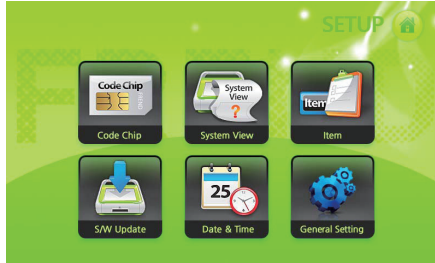 SETUP
Code Chip
Code Chip
System
View
?
System View
Item
Item
S/W Update
25
Date & Time
General Setting